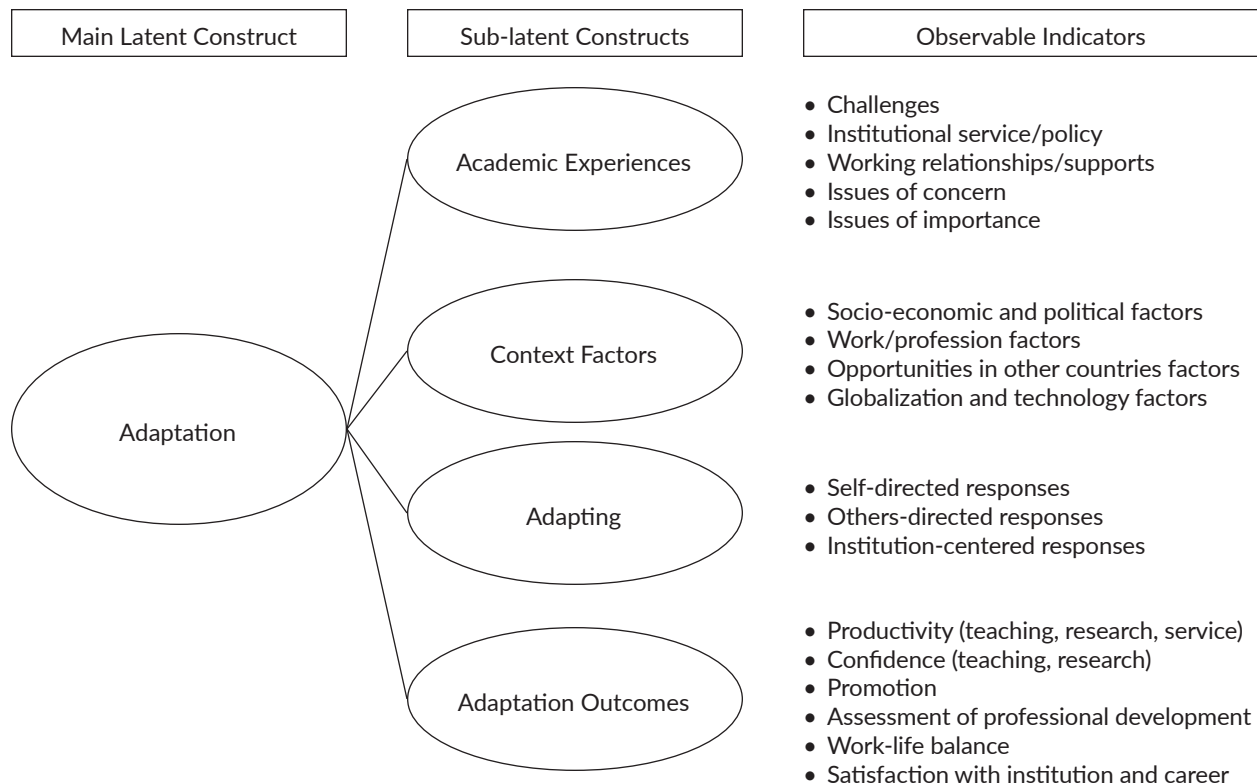 Main Latent Construct
Sub-latent Constructs
Observable Indicators
Adaptation
Academic Experiences
• Challenges
• Institutional service/policy
• Working relationships/supports
• Issues of concern
• Issues of importance
Context Factors
• Socio-economic and political factors
• Work/profession factors
• Opportunities in other countries factors
• Globalization and technology factors
Adapting
• Self-directed responses
• Others-directed responses
• Institution-centered responses
Adaptation Outcomes
• Productivity (teaching, research, service)
• Confidence (teaching, research)
• Promotion
• Assessment of professional development
• Work-life balance
• Satisfaction with institution and career